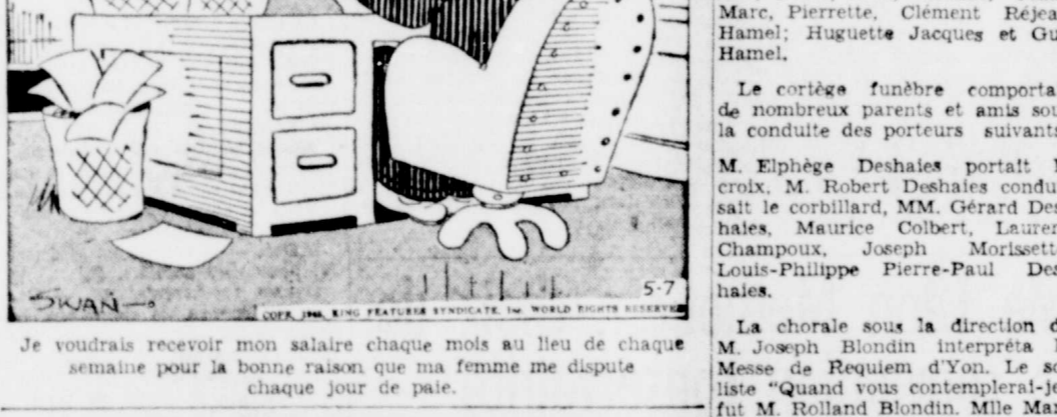 SWAN
5-7
COPR. 1948, KING FEATURES SYNDICATE, Inc. WORLD RIGHTS RESERVED
Je voudrais recevoir mon salaire chaque mois au lieu de chaque
semaine pour la bonne raison que ma femme me dispute
chaque jour de paie.
Marc, Pierrette, Clément Réjea
Hamel; Huguette Jacques et Gu
Hamel.
Le cortège funèbre comporta
de nombreux parents et amis sou
la conduite des porteurs suivants
M. Elphège Deshaies portait l
croix, M. Robert Deshaies condui
sait le corbillard, MM. Gérard Des
haies, Maurice Colbert, Lauren
Champoux, Joseph Morissett
Louis-Philippe Pierre-Paul Des
haies.
La chorale sous la direction d
M. Joseph Blondin interpréta l
Messe de Requiem d'Yon. Le so
liste "Quand vous contemplerai-je
fut M. Rolland Blondin. Mlle Mar